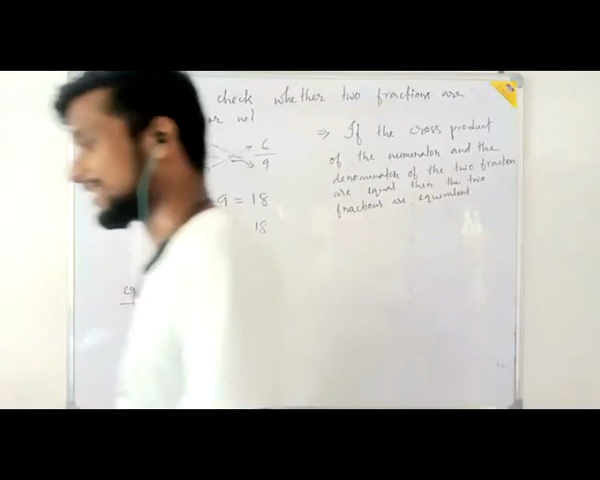 check whether two fractions are
or not
6
9
⇒ If the cross product
of the numerator and the
denominator of the two fraction
are equal then the two
fractions are equivalent
9 = 18
18
eg